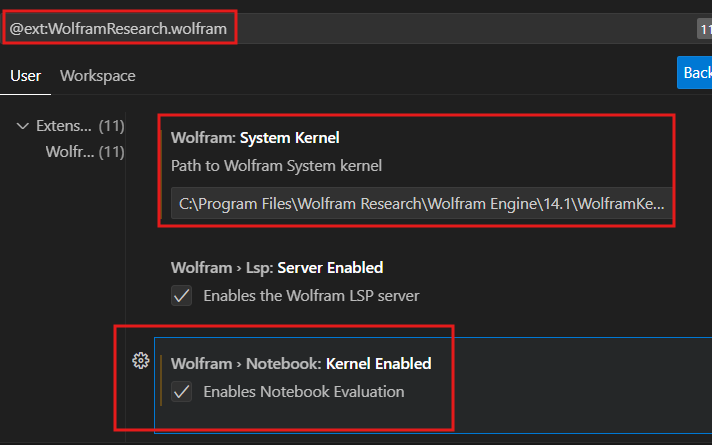 @ext:WolframResearch.wolfram
11
User
Workspace
Back
Extens... (11)
Wolfr... (11)
Wolfram: System Kernel
Path to Wolfram System kernel
C:\Program Files\Wolfram Research\Wolfram Engine\14.1\WolframKe...
Wolfram › Lsp: Server Enabled
Enables the Wolfram LSP server
Wolfram › Notebook: Kernel Enabled
Enables Notebook Evaluation